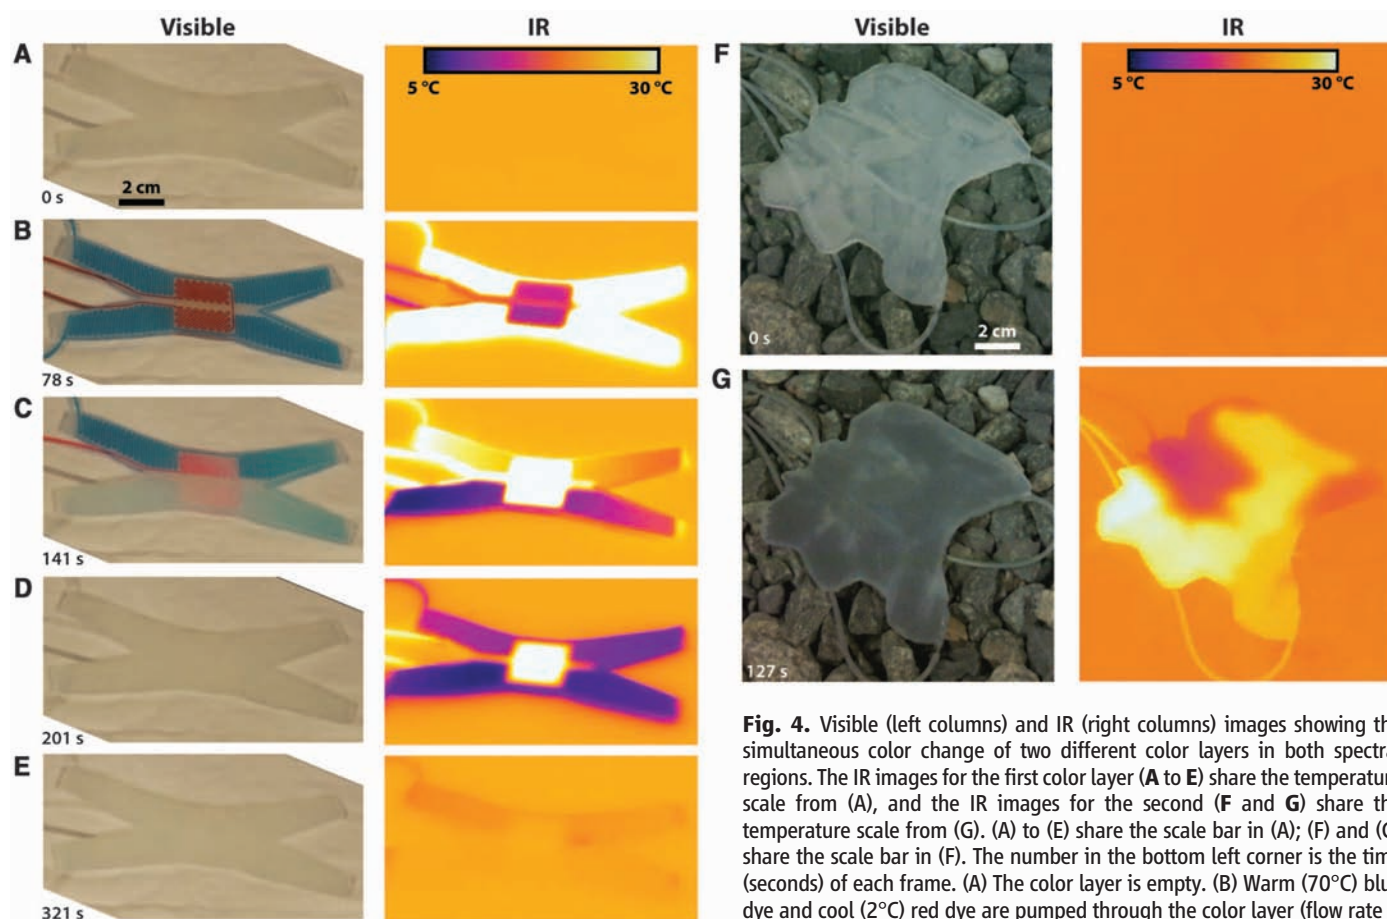 Visible
IR
A
5 °C
30 °C
2 cm
0 s
B
78 s
C
141 s
D
201 s
E
321 s
Visible
IR
F
5 °C
30 °C
0 s
2 cm
G
127 s
Fig. 4. Visible (left columns) and IR (right columns) images showing th
simultaneous color change of two different color layers in both spectra
regions. The IR images for the first color layer (A to E) share the temperatur
scale from (A), and the IR images for the second (F and G) share th
temperature scale from (G). (A) to (E) share the scale bar in (A); (F) and (G
share the scale bar in (F). The number in the bottom left corner is the tim
(seconds) of each frame. (A) The color layer is empty. (B) Warm (70°C) blu
dye and cool (2°C) red dye are pumped through the color layer (flow rate